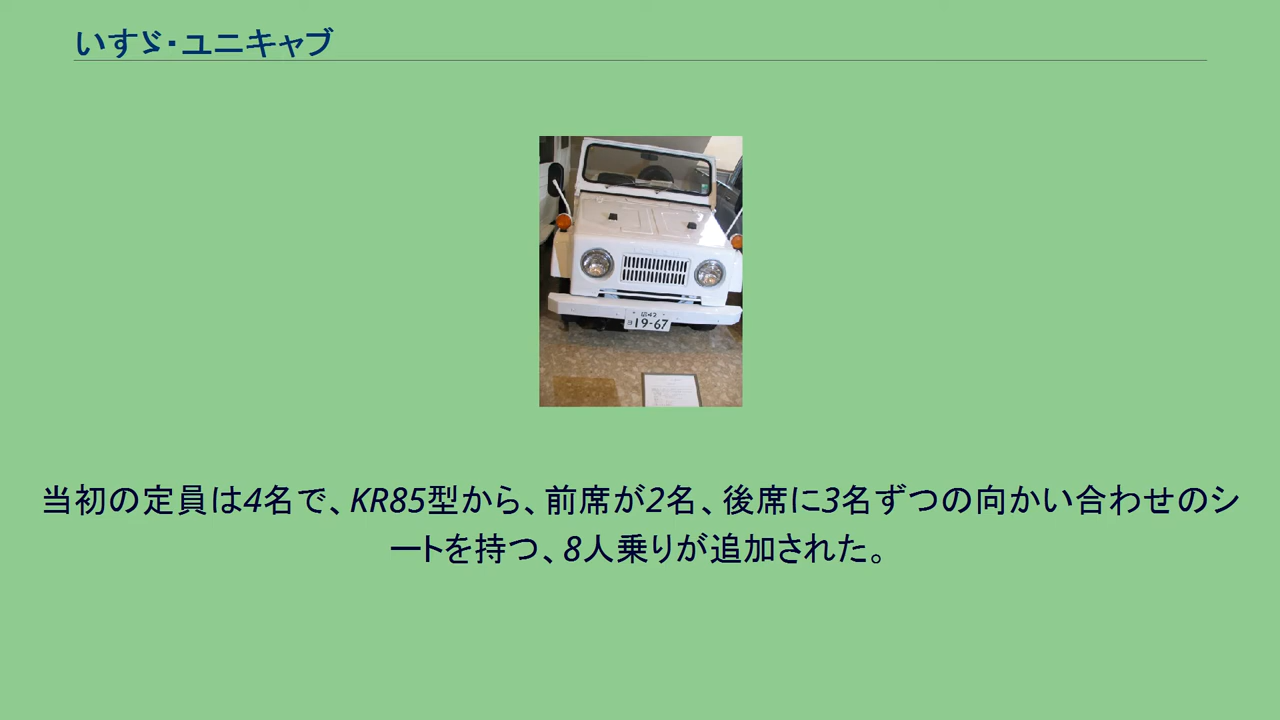 いすゞ・ユニキャブ
19-67
当初の定員は4名で、KR85型から、前席が2名、後席に3名ずつの向かい合わせのシ
ートを持つ、8人乗りが追加された。